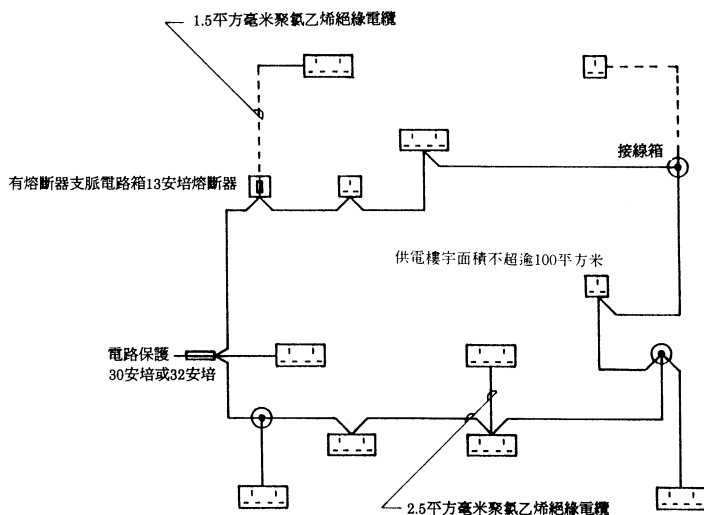 1.5平方毫米聚氯乙烯絕緣電纜
接線箱
有熔斷器支脈電路箱13安培熔斷器
供電樓宇面積不超逾100平方米
電路保護
30安培或32安培
2.5平方毫米聚氯乙烯絕緣電纜